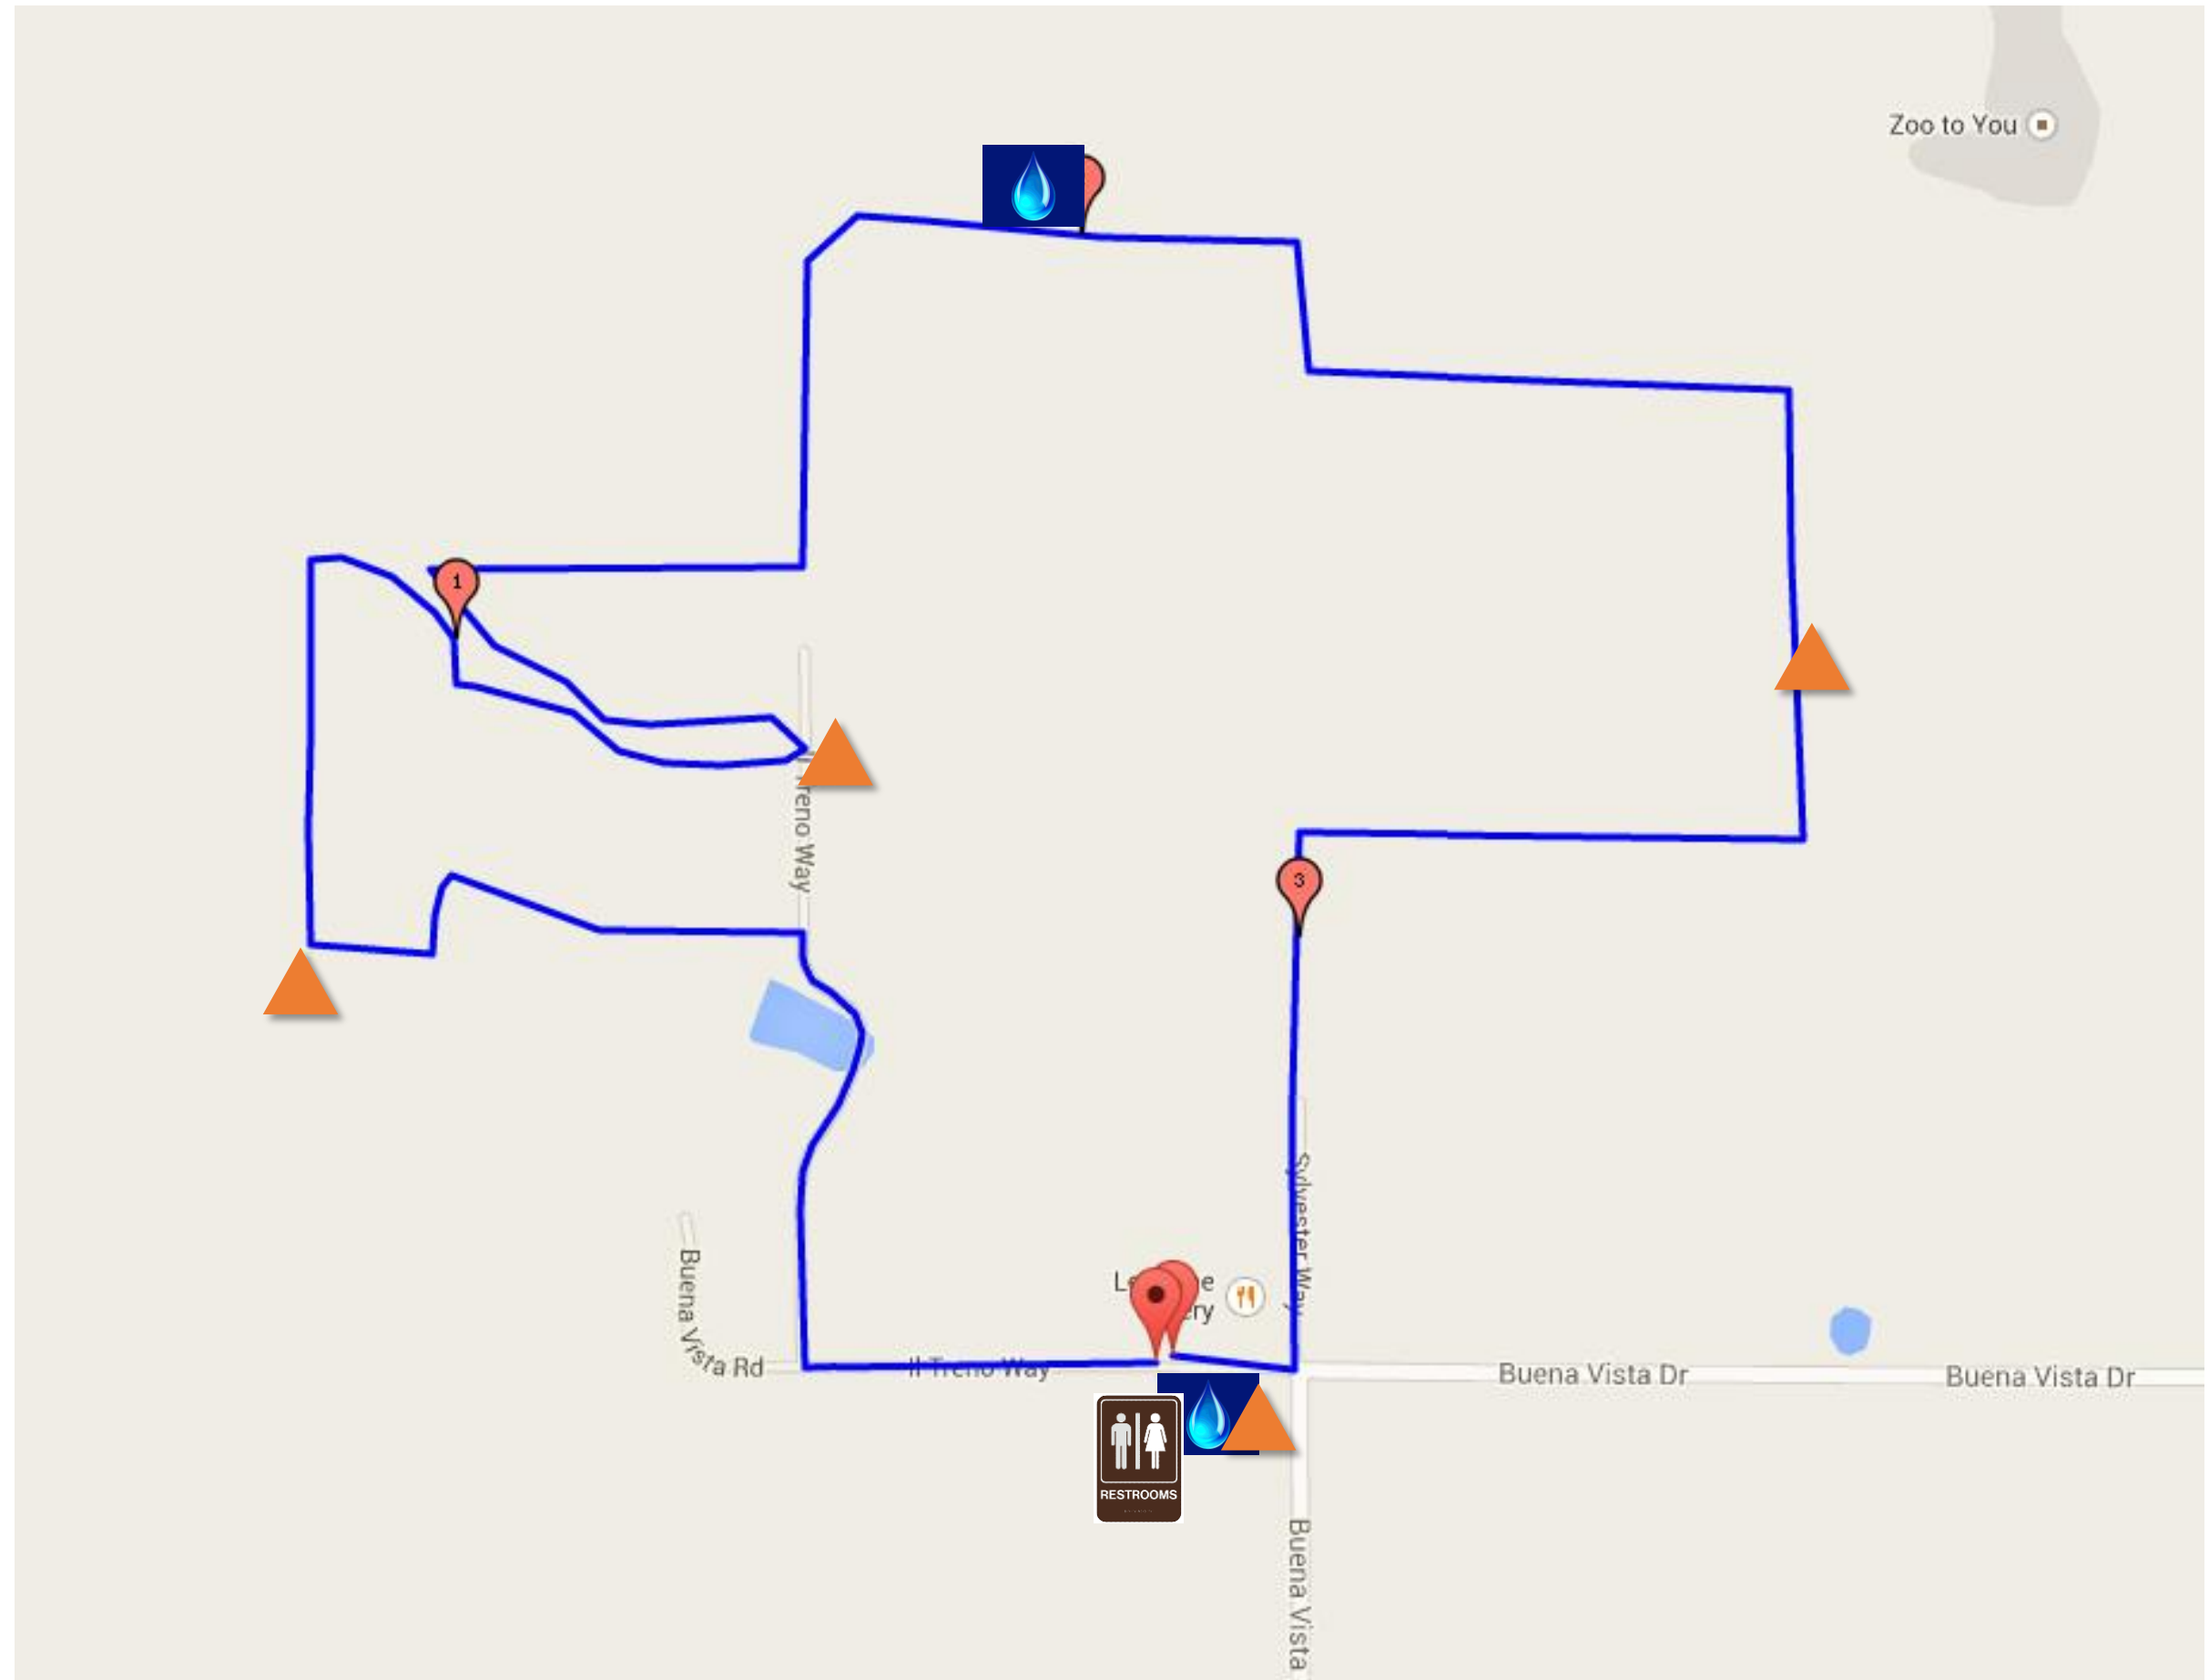 Zoo to You
1
Il Treno Way
3
Sylvester Way
Buena Vista Rd
Il Treno Way
Buena Vista Dr
Buena Vista Dr
RESTROOMS
Buena Vista